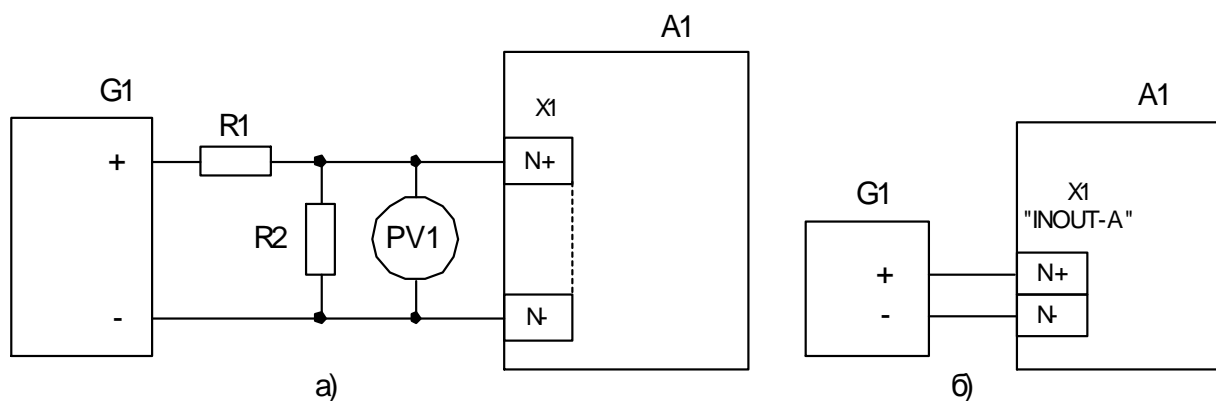 A1
G1
R1
X1
+
N+
R2
PV1
-
N-
а)
A1
G1
X1
"INOUT-A"
+
N+
-
N-
б)